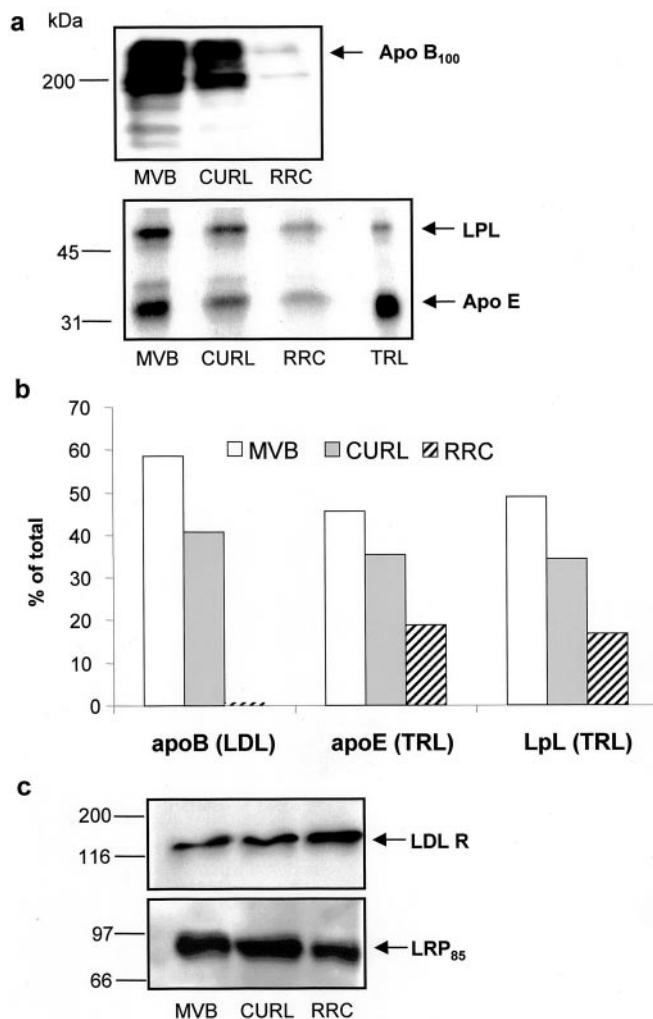 a kDa
Apo B100
200
MVB CURL RRC
LPL
45
Apo E
31
MVB CURL RRC TRL
b
70
MVB CURL RRC
60
50
40
30
20
10
0
% of total
apoB (LDL) apoE (TRL) LpL (TRL)
c
200
LDL R
116
97
LRP85
66
MVB CURL RRC